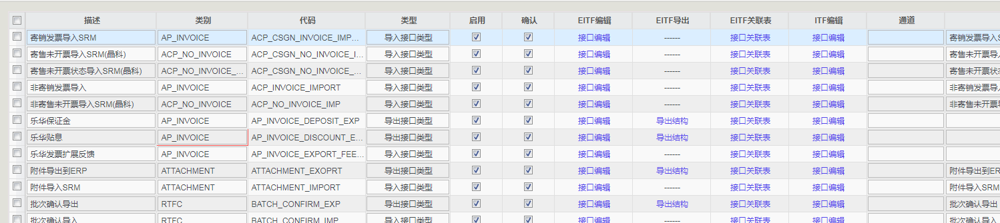 描述 类别 代码 类型 启用 确认 EITF编辑 EITF导出 EITF关联表 ITF编辑 通道
寄销发票导入SRM AP_INVOICE ACP_CSGN_INVOICE_IMP... 导入接口类型 接口编辑 ------ 接口关联表 接口编辑 寄销发票导入S
寄售未开票导入SRM(晶科) ACP_NO_INVOICE ACP_CSGN_NO_INVOICE_I... 导入接口类型 接口编辑 ------ 接口关联表 接口编辑 寄售未开票导入
寄售未开票状态导入SRM(晶科) ACP_NO_INVOICE_... ACP_CSGN_NO_INVOICE_... 导入接口类型 接口编辑 ------ 接口关联表 接口编辑 寄售未开票状
非寄销发票导入 AP_INVOICE ACP_INVOICE_IMPORT 导入接口类型 接口编辑 ------ 接口关联表 接口编辑 非寄销发票导入
非寄售未开票导入SRM(晶科) ACP_NO_INVOICE ACP_NO_INVOICE_IMP 导入接口类型 接口编辑 ------ 接口关联表 接口编辑 非寄售未开票
乐华保证金 AP_INVOICE AP_INVOICE_DEPOSIT_EXP 导出接口类型 接口编辑 导出结构 接口关联表 接口编辑
乐华贴息 AP_INVOICE AP_INVOICE_DISCOUNT_E... 导出接口类型 接口编辑 导出结构 接口关联表 接口编辑
乐华发票扩展反馈 AP_INVOICE AP_INVOICE_EXPORT_FEE... 导入接口类型 接口编辑 ------ 接口关联表 接口编辑
附件导出到ERP ATTACHMENT ATTACHMENT_EXOPRT 导出接口类型 接口编辑 导出结构 接口关联表 接口编辑 附件导出到ER
附件导入SRM ATTACHMENT ATTACHMENT_IMPORT 导入接口类型 接口编辑 ------ 接口关联表 接口编辑 附件导入SRM
批次确认导出 RTFC BATCH_CONFIRM_EXP 导出接口类型 接口编辑 导出结构 接口关联表 接口编辑 批次确认导出
批次确认导入 RTFC BATCH_CONFIRM_IMP 导入接口类型 接口编辑 ------ 接口关联表 接口编辑 批次确认导入